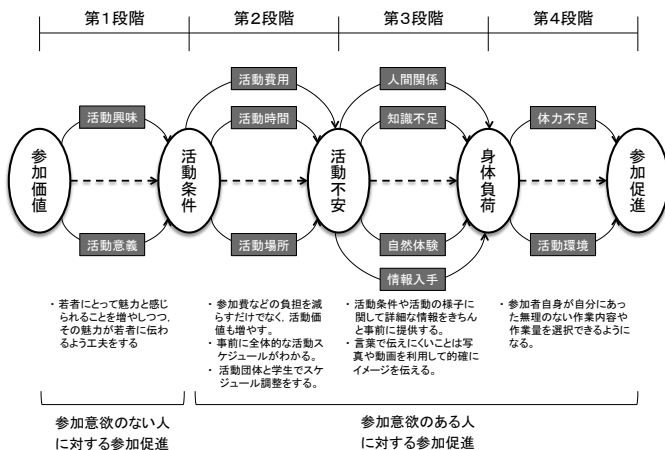 第1段階
第2段階
第3段階
第4段階
活動費用
人間関係
活動興味
活動時間
知識不足
体力不足
参加価値
活動条件
活動不安
身体負荷
参加促進
活動意義
活動場所
自然体験
活動環境
情報入手
・ 若者にとって魅力と感じ
られることを増やしつつ，
その魅力が若者に伝わ
るよう工夫をする
・ 参加費などの負担を減
らすだけでなく，活動価
値も増やす。
・ 事前に全体的な活動ス
ケジュールがわかる。
・ 活動団体と学生でスケ
ジュール調整をする。
・ 活動条件や活動の様子に
関して詳細な情報をきちん
と事前に提供する。
・ 言葉で伝えにくいことは写
真や動画を利用して的確に
イメージを伝える。
・ 参加者自身が自分にあっ
た無理のない作業内容や
作業量を選択できるように
なる。
参加意欲のない人
に対する参加促進
参加意欲のある人
に対する参加促進